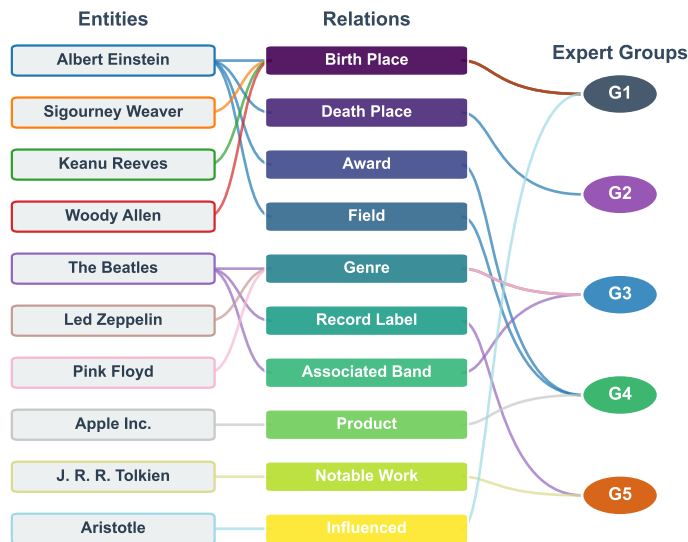 Entities
Relations
Expert Groups
Albert Einstein
Birth Place
G1
Sigourney Weaver
Death Place
Keanu Reeves
Award
G2
Woody Allen
Field
The Beatles
Genre
G3
Led Zeppelin
Record Label
Pink Floyd
Associated Band
G4
Apple Inc.
Product
J. R. R. Tolkien
Notable Work
G5
Aristotle
Influenced